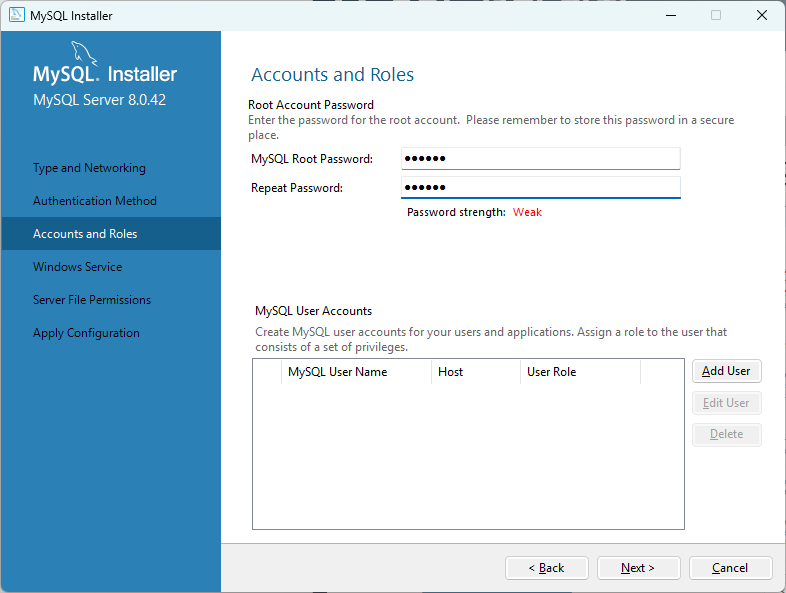 MySQL Installer
MySQL. Installer
MySQL Server 8.0.42
Type and Networking
Authentication Method
Accounts and Roles
Windows Service
Server File Permissions
Apply Configuration
Accounts and Roles
Root Account Password
Enter the password for the root account.  Please remember to store this password in a secure
place.
MySQL Root Password: ●●●●●●
Repeat Password: ●●●●●●
Password strength: Weak
MySQL User Accounts
Create MySQL user accounts for your users and applications. Assign a role to the user that
consists of a set of privileges.
MySQL User Name Host User Role
Add User
Edit User
Delete
< Back Next > Cancel